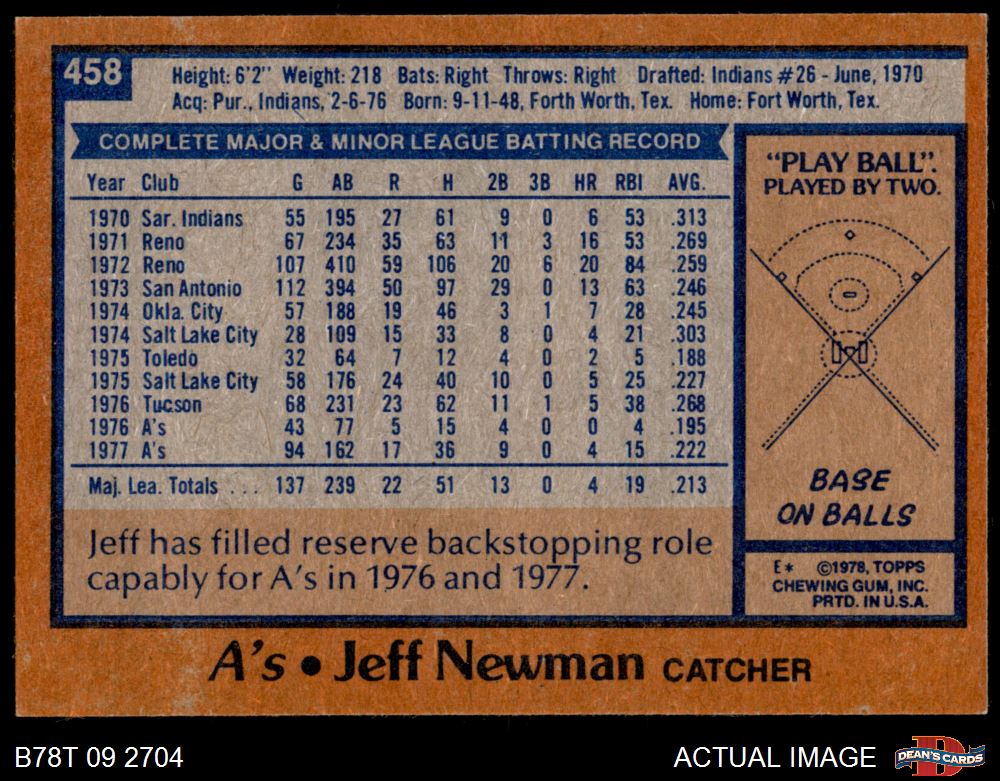 458
Height: 6'2" Weight: 218 Bats: Right Throws: Right Drafted: Indians #26 - June, 1970
Acq: Pur., Indians, 2-6-76 Born: 9-11-48, Forth Worth, Tex. Home: Fort Worth, Tex.
COMPLETE MAJOR & MINOR LEAGUE BATTING RECORD
Year Club G AB R H 2B 3B HR RBI AVG.
1970 Sar. Indians 55 195 27 61 9 0 6 53 .313
1971 Reno 67 234 35 63 11 3 16 53 .269
1972 Reno 107 410 59 106 20 6 20 84 .259
1973 San Antonio 112 394 50 97 29 0 13 63 .246
1974 Okla. City 57 188 19 46 3 1 7 28 .245
1974 Salt Lake City 28 109 15 33 8 0 4 21 .303
1975 Toledo 32 64 7 12 4 0 2 5 .188
1975 Salt Lake City 58 176 24 40 10 0 5 25 .227
1976 Tucson 68 231 23 62 11 1 5 38 .268
1976 A's 43 77 5 15 4 0 0 4 .195
1977 A's 94 162 17 36 9 0 4 15 .222
Maj. Lea. Totals ... 137 239 22 51 13 0 4 19 .213
Jeff has filled reserve backstopping role
capably for A's in 1976 and 1977.
"PLAY BALL".
PLAYED BY TWO.
BASE
ON BALLS
E* ©1978, TOPPS
CHEWING GUM, INC.
PRTD. IN U.S.A.
A's • Jeff Newman CATCHER
B78T 09 2704
ACTUAL IMAGE
DEAN'S CARDS